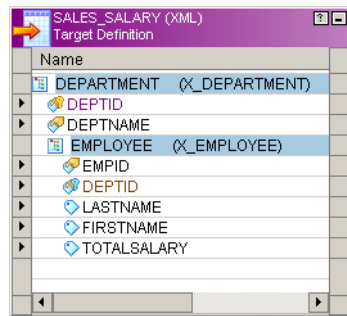 SALES_SALARY (XML)
Target Definition
Name
DEPARTMENT (X_DEPARTMENT)
DEPTID
DEPTNAME
EMPLOYEE (X_EMPLOYEE)
EMPID
DEPTID
LASTNAME
FIRSTNAME
TOTALSALARY